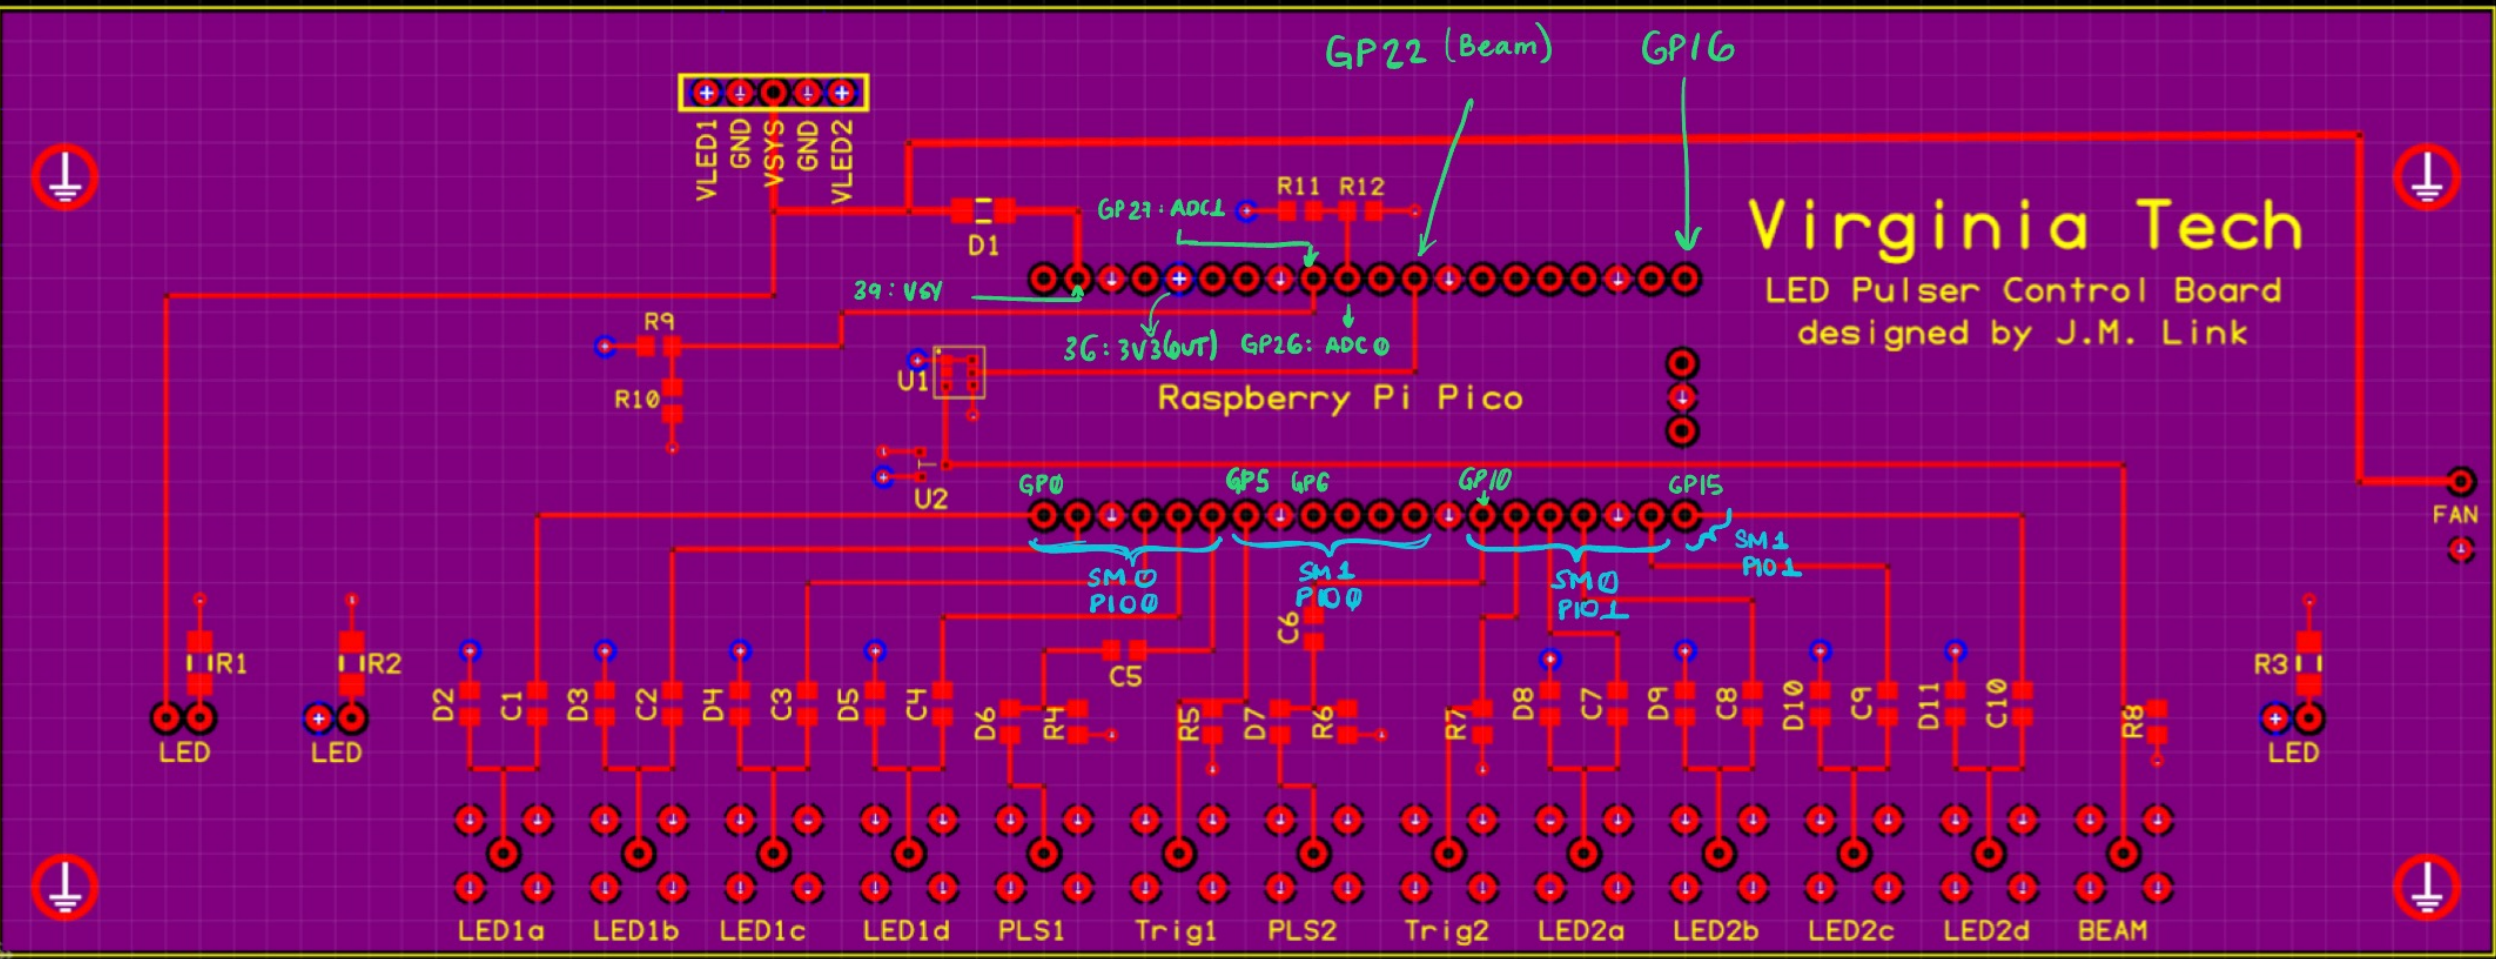 GP22 (Beam)
GP16
VLED1
GND
VSYS
GND
VLED2
R11
R12
GP27: ADC1
D1
Virginia Tech
LED Pulser Control Board
designed by J.M. Link
39: VSY
R9
36: 3V3(OUT)
GP26: ADC0
U1
R10
Raspberry Pi Pico
U2
GP0
GP5
GP6
GP10
GP15
FAN
SM1
PIO1
SM0
PIO0
SM1
PIO0
SM0
PIO1
R1
R2
C5
C6
R3
D2
C1
D3
C2
D4
C3
D5
C4
D6
R4
R5
D7
R6
R7
D8
C7
D9
C8
D10
C9
D11
C10
R8
LED
LED
LED
LED1a
LED1b
LED1c
LED1d
PLS1
Trig1
PLS2
Trig2
LED2a
LED2b
LED2c
LED2d
BEAM